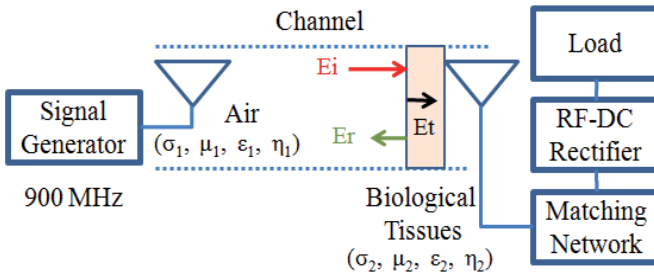 Channel
Signal
Generator
900 MHz
Air
(σ₁, μ₁, ε₁, η₁)
Ei
Er
Et
Biological
Tissues
(σ₂, μ₂, ε₂, η₂)
Load
RF-DC
Rectifier
Matching
Network